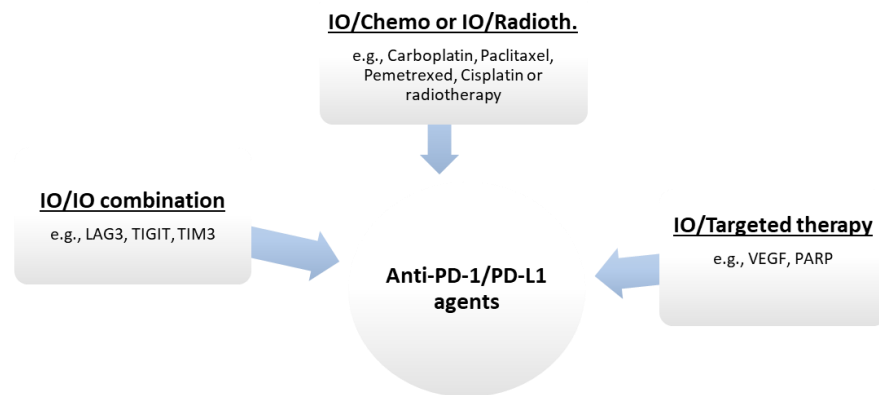 IO/Chemo or IO/Radioth.
e.g., Carboplatin, Paclitaxel,
Pemetrexed, Cisplatin or
radiotherapy
IO/IO combination
e.g., LAG3, TIGIT, TIM3
IO/Targeted therapy
e.g., VEGF, PARP
Anti-PD-1/PD-L1
agents